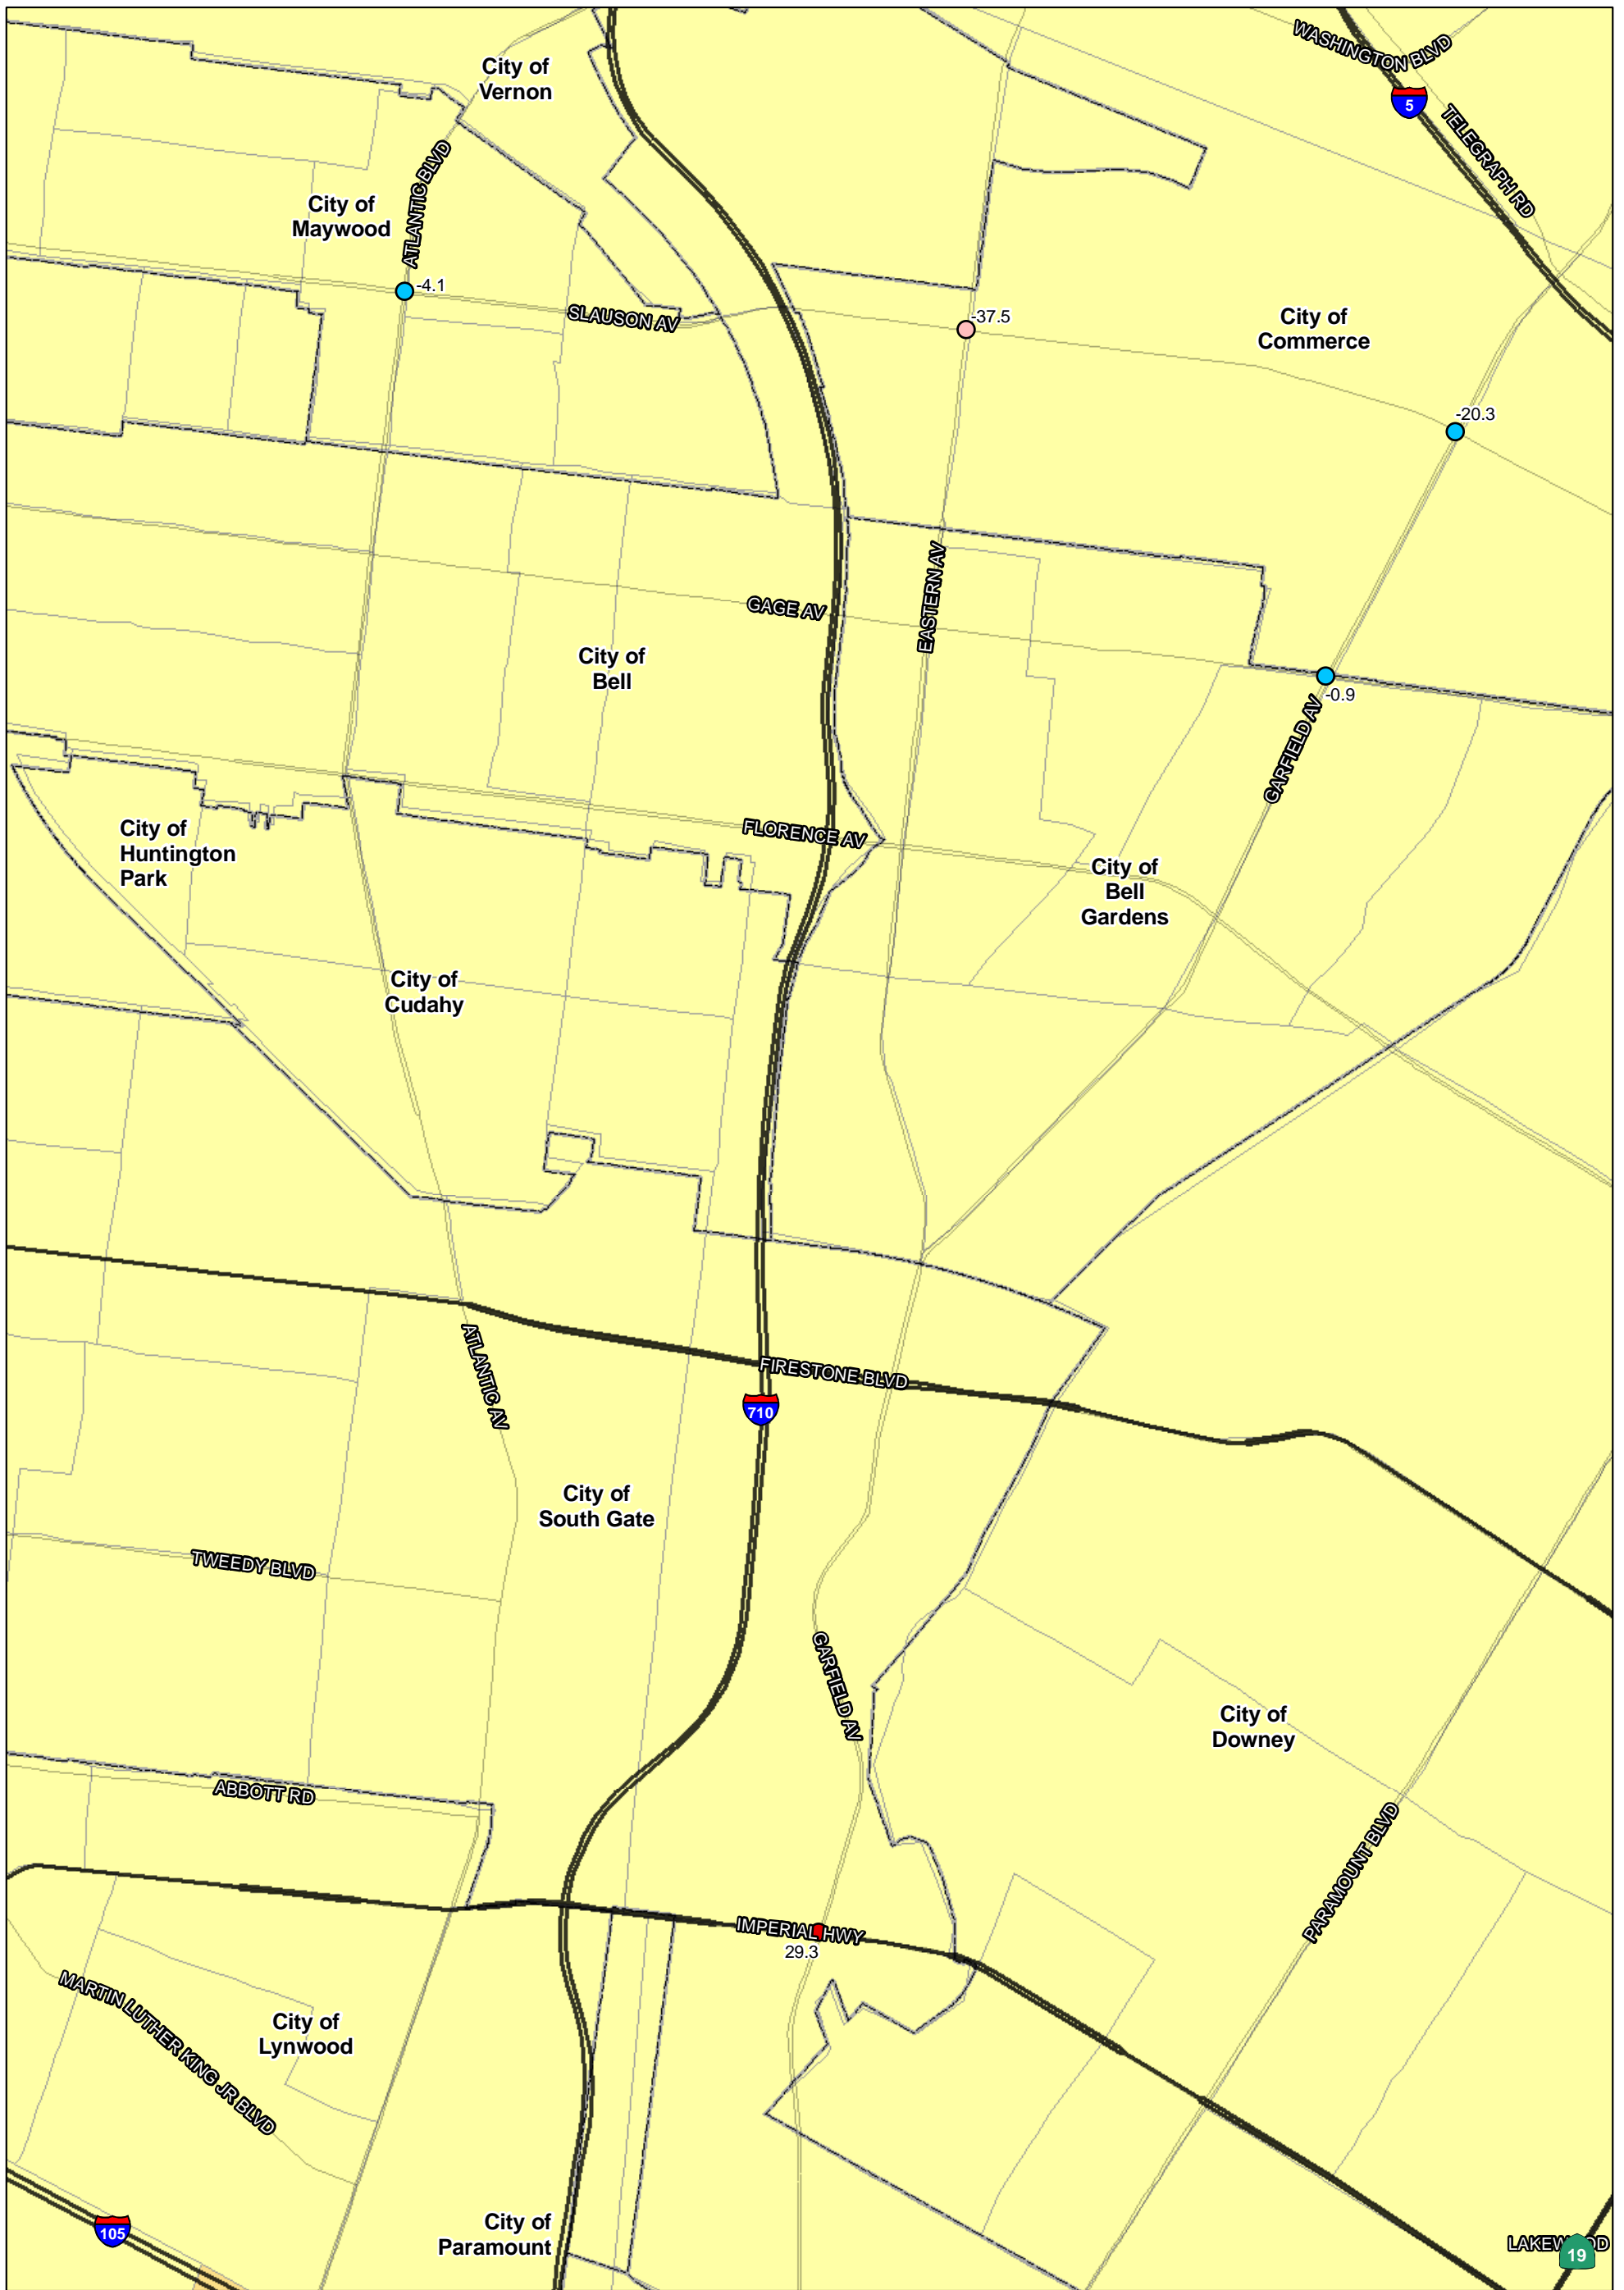 WASHINGTON BLVD
City of
Vernon
5
TELEGRAPH RD
ATLANTIC BLVD
City of
Maywood
-4.1
SLAUSON AV
-37.5
City of
Commerce
-20.3
EASTERN AV
GAGE AV
City of
Bell
-0.9
GARFIELD AV
City of
Huntington
Park
FLORENCE AV
City of
Bell
Gardens
City of
Cudahy
ATLANTIC AV
FIRESTONE BLVD
710
City of
South Gate
TWEEDY BLVD
GARFIELD AV
City of
Downey
ABBOTT RD
PARAMOUNT BLVD
IMPERIAL HWY
29.3
MARTIN LUTHER KING JR BLVD
City of
Lynwood
105
City of
Paramount
LAKEW OD
19